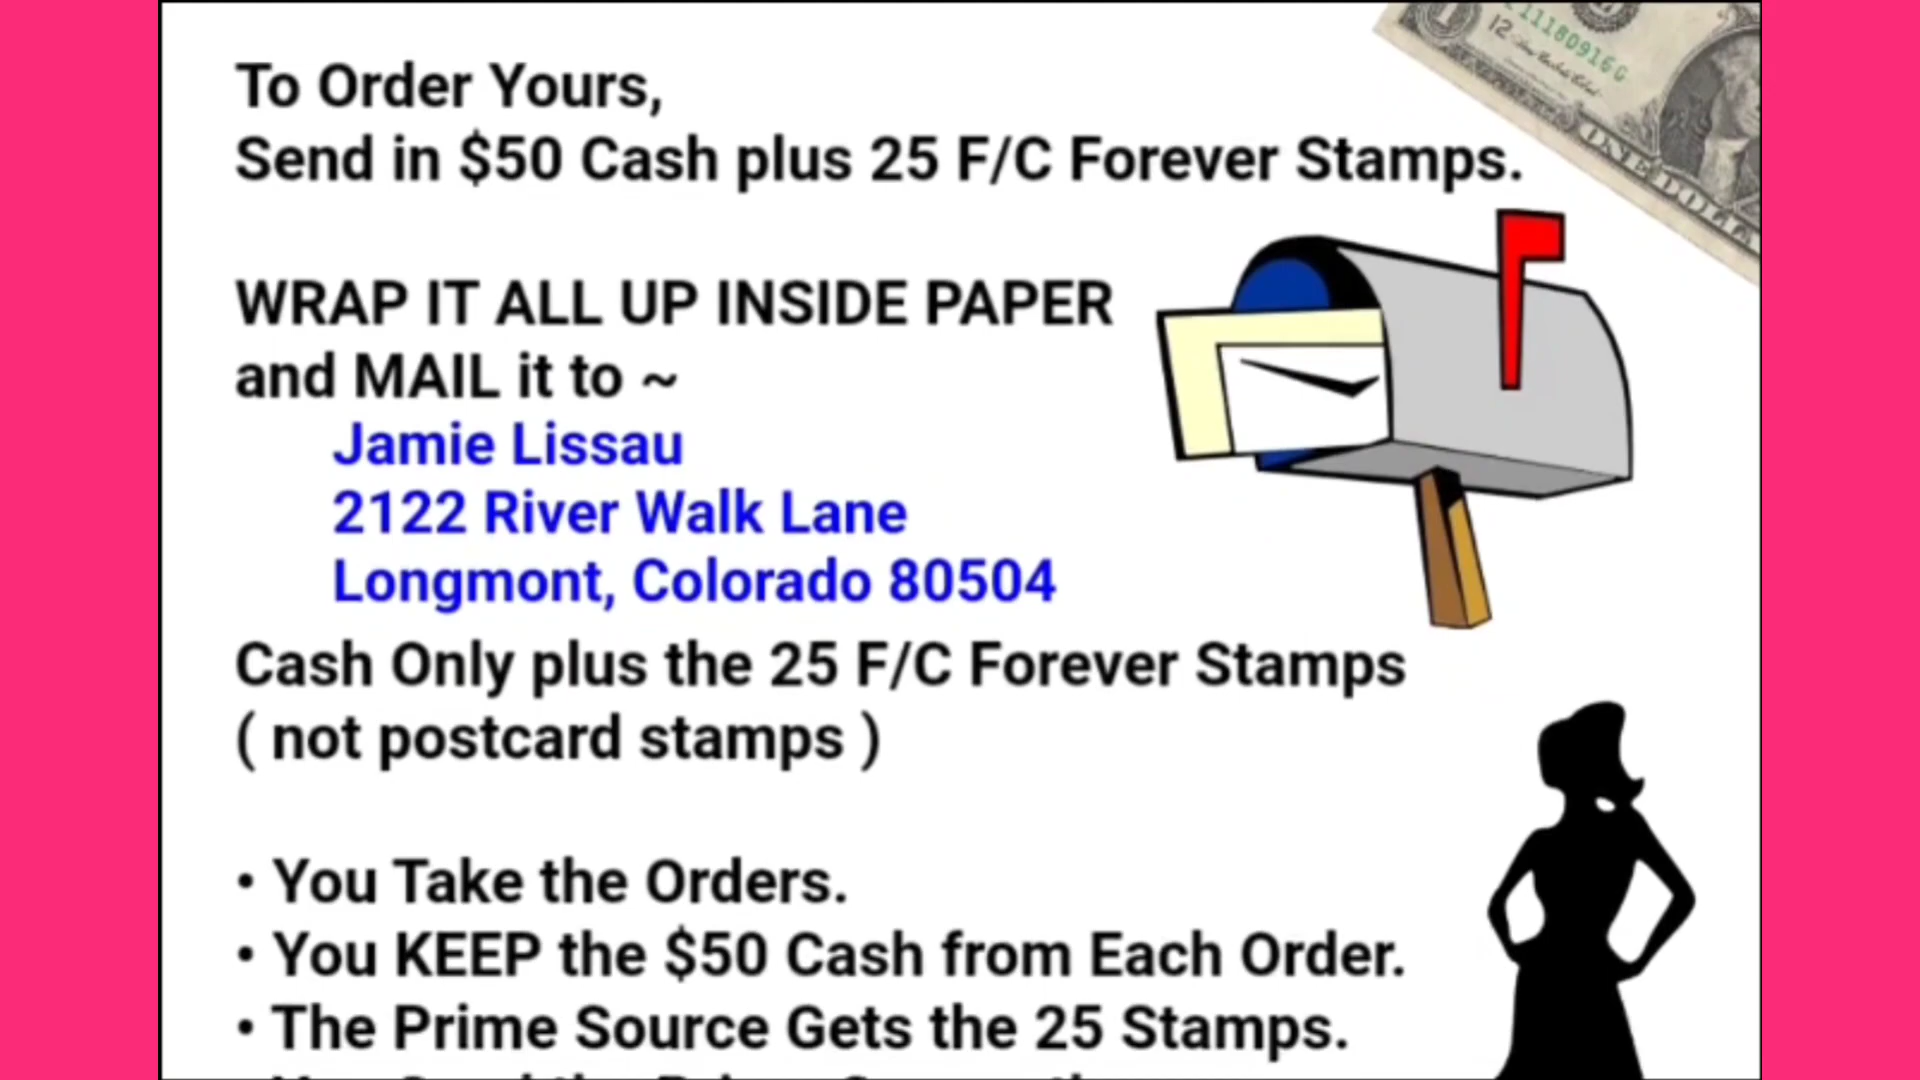 To Order Yours,
Send in $50 Cash plus 25 F/C Forever Stamps.
WRAP IT ALL UP INSIDE PAPER
and MAIL it to ~
Jamie Lissau
2122 River Walk Lane
Longmont, Colorado 80504
Cash Only plus the 25 F/C Forever Stamps
( not postcard stamps )
• You Take the Orders.
• You KEEP the $50 Cash from Each Order.
• The Prime Source Gets the 25 Stamps.
12